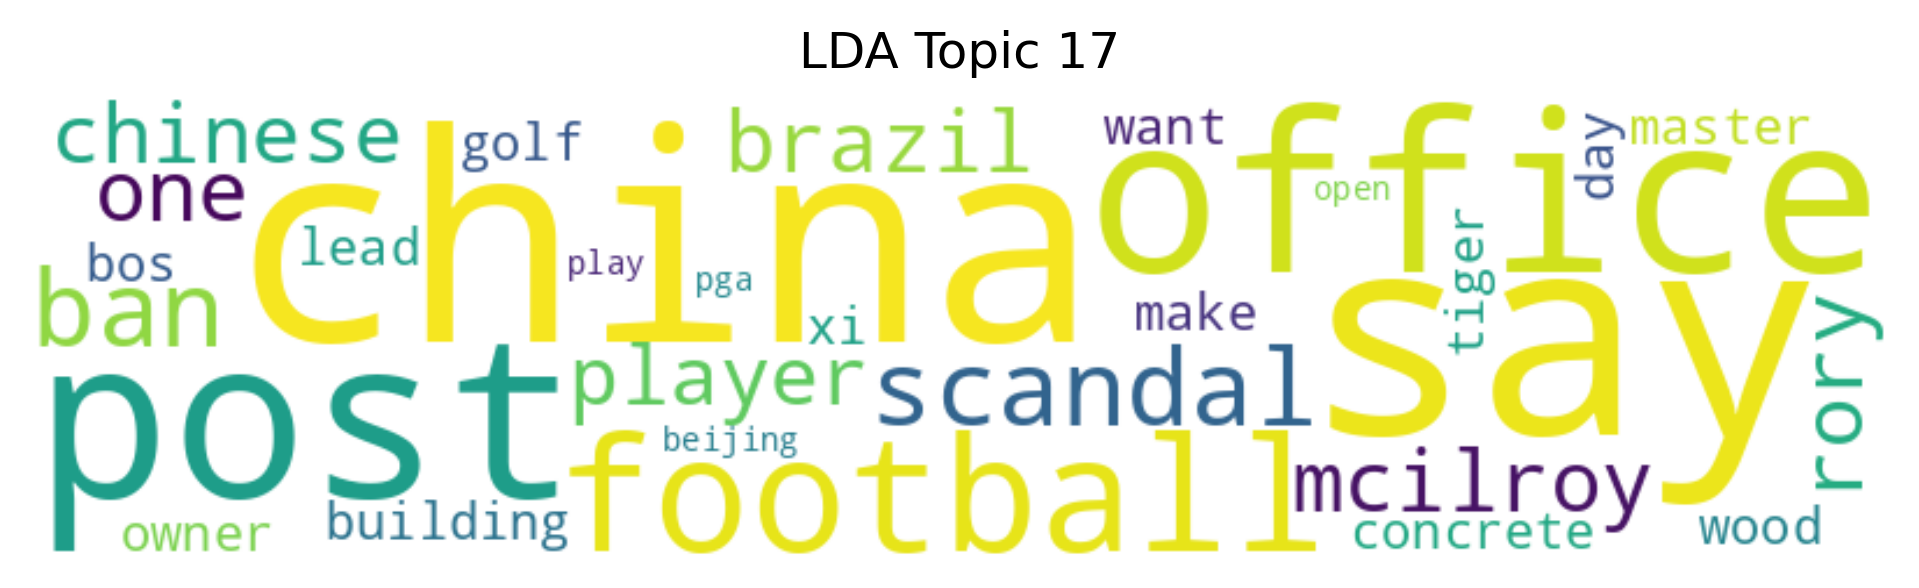 LDA Topic 17
chinese
golf
brazil
want
office
day
master
one
china
open
bos
lead
play
pga
tiger
ban
xi
make
say
rory
post
player
scandal
beijing
football
mcilroy
owner
building
concrete
wood